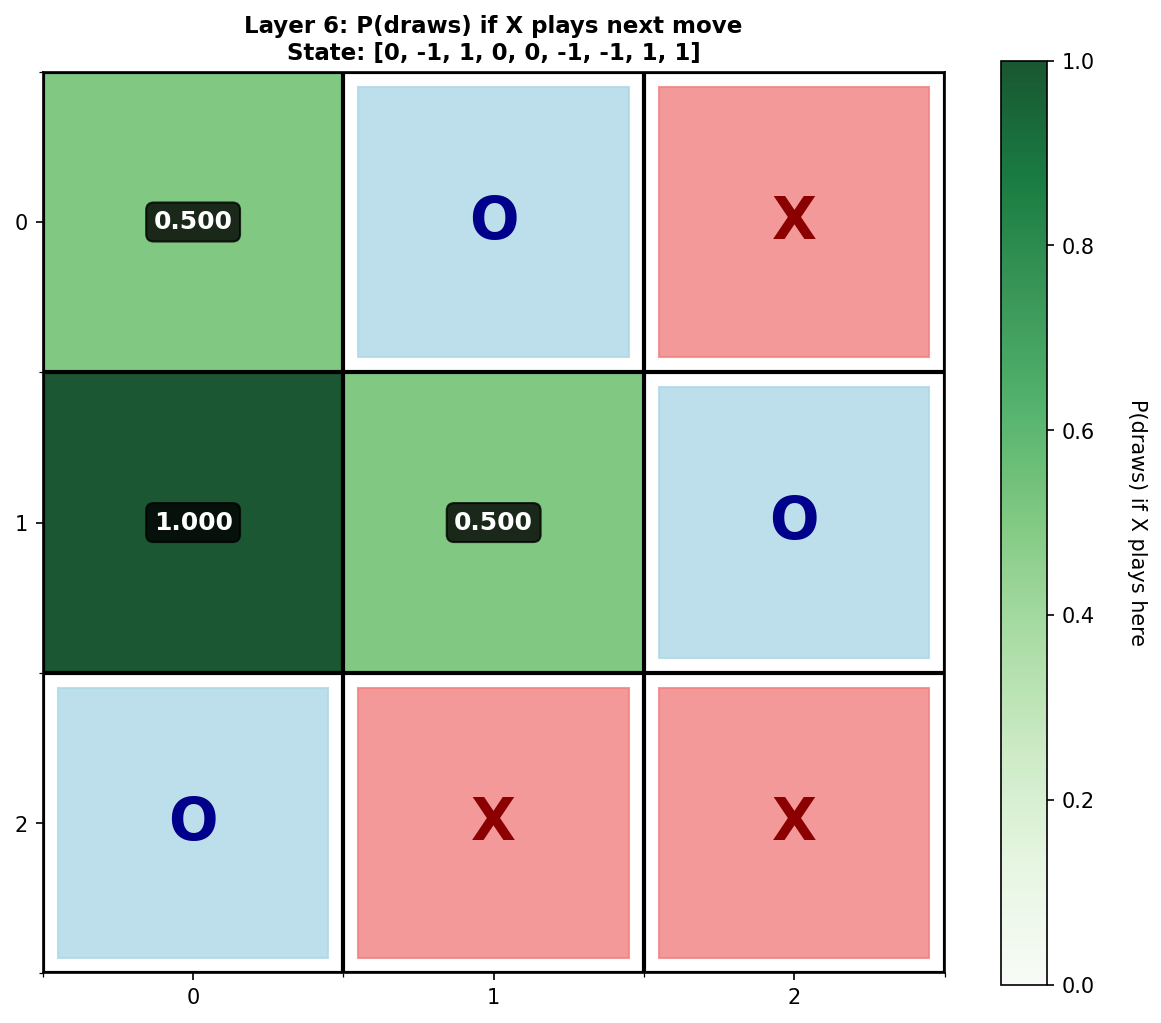 Layer 6: P(draws) if X plays next move
State: [0, -1, 1, 0, 0, -1, -1, 1, 1]
0.500 O X
1.000 0.500 O
O X X
0
1
2
0 1 2
1.0
0.8
0.6
0.4
0.2
0.0
P(draws) if X plays here